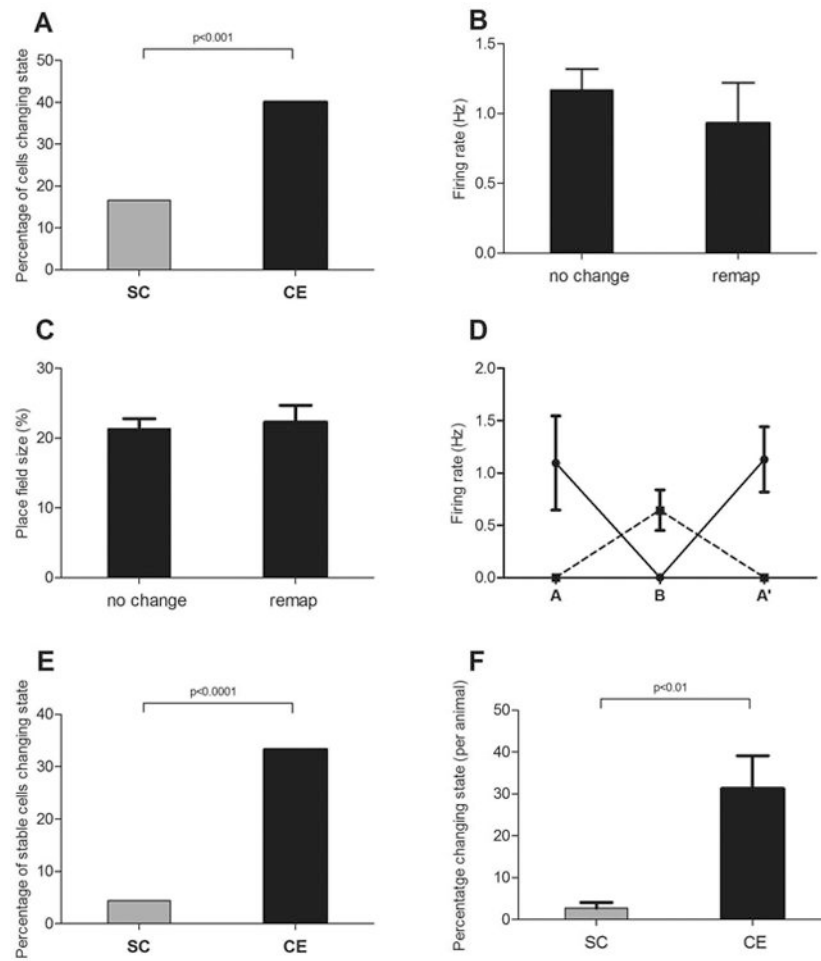 A
p<0.001
Percentage of cells changing state
50
40
30
20
10
0
SC CE
B
Firing rate (Hz)
1.5
1.0
0.5
0.0
no change remap
C
Place field size (%)
30
20
10
0
no change remap
D
Firing rate (Hz)
2.0
1.5
1.0
0.5
0.0
A B A'
E
p<0.0001
Percentage of stable cells changing state
40
30
20
10
0
SC CE
F
p<0.01
Percentatge changing state (per animal)
50
40
30
20
10
0
SC CE